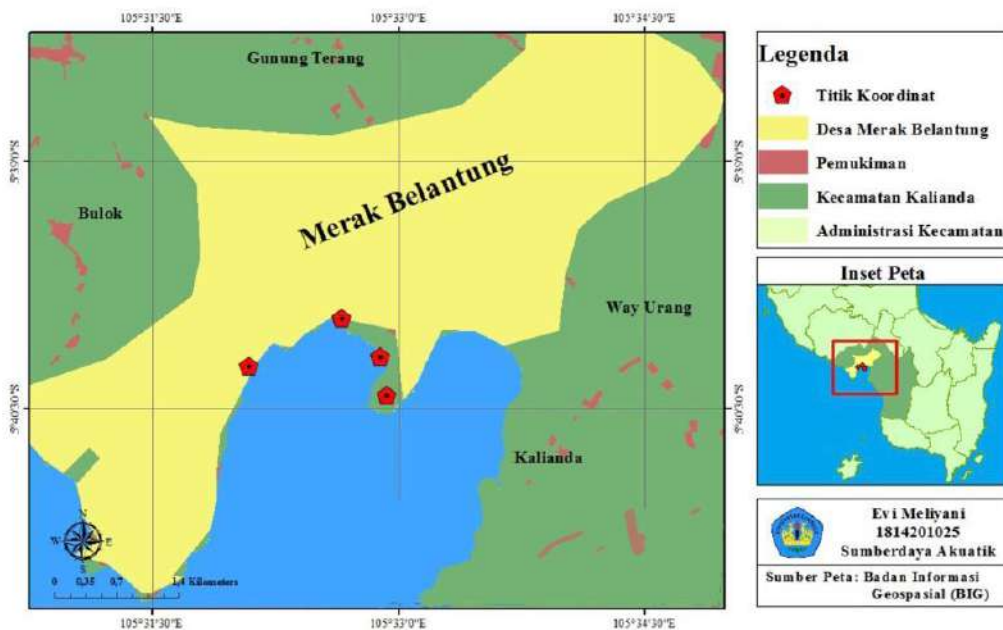 105°31'30"E
105°33'0"E
105°34'30"E
Gunung Terang
Bulok
Merak Belantung
Way Urang
Kalianda
5°39'0"S
5°40'30"S
5°39'0"S
5°40'30"S
N
W
E
S
0 0,35 0,7 1,4 Kilometers
105°31'30"E
105°33'0"E
105°34'30"E
Legenda
Titik Koordinat
Desa Merak Belantung
Pemukiman
Kecamatan Kalianda
Administrasi Kecamatan
Inset Peta
Evi Meliyani
1814201025
Sumberdaya Akuatik
Sumber Peta: Badan Informasi
Geospasial (BIG)